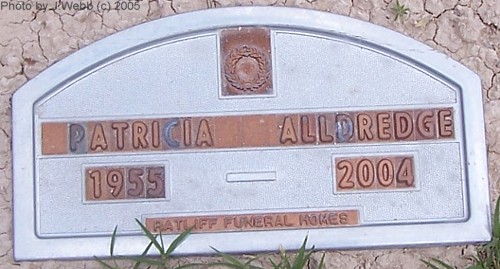 Photo by J Webb (c) 2005
PATRICIA ALLDREDGE
1955 2004
RATLIFF FUNERAL HOMES